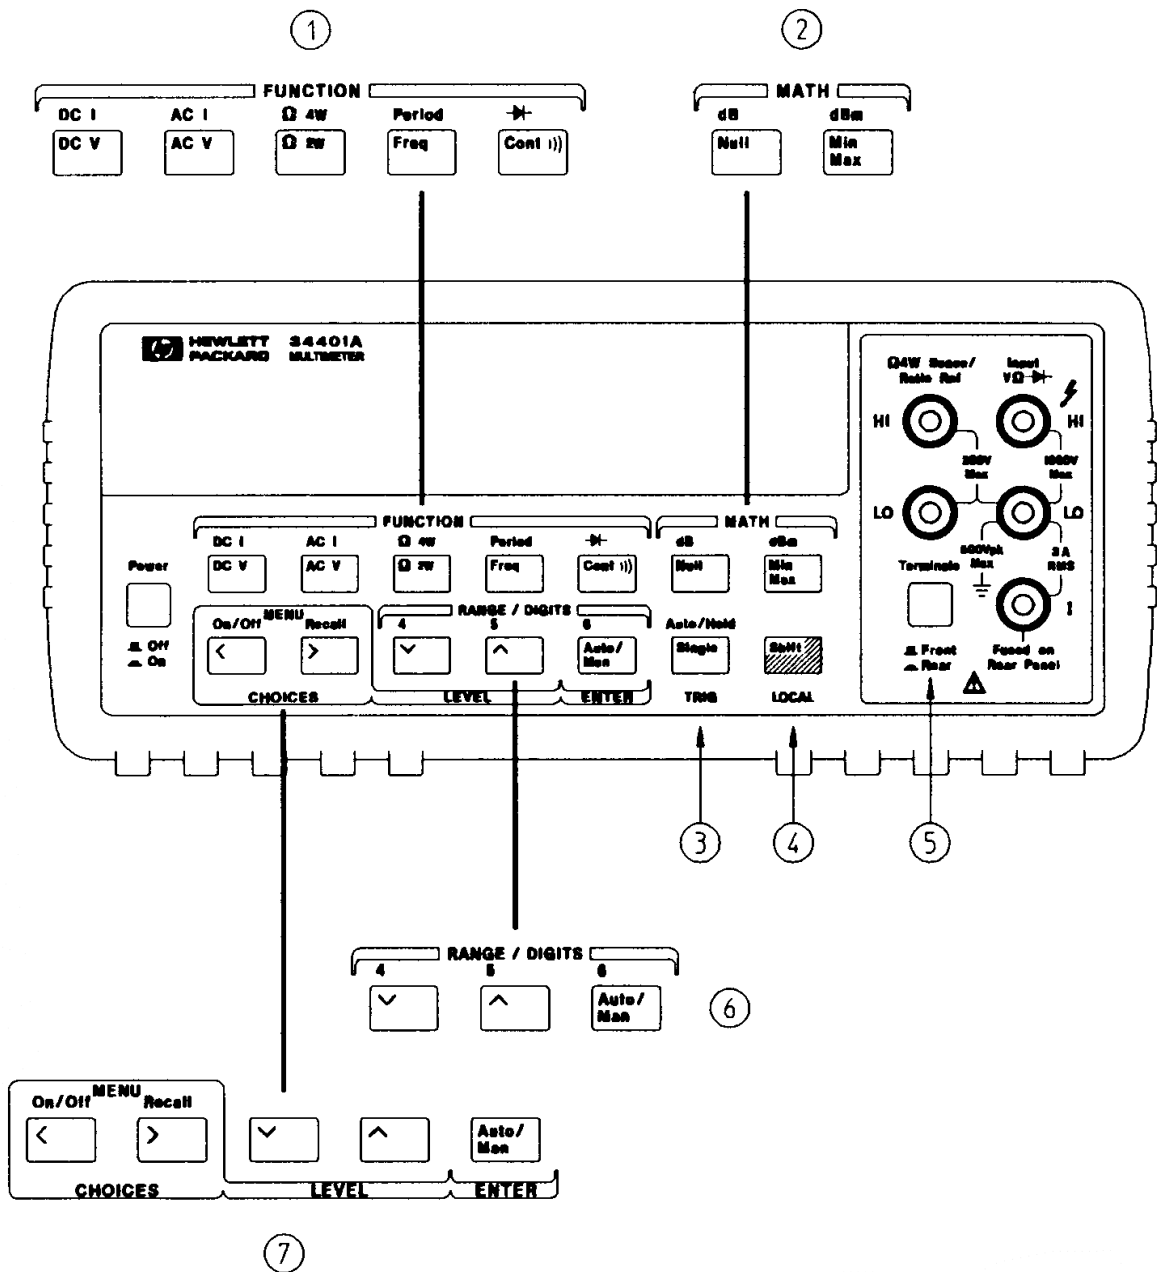 1
2
FUNCTION
DC I AC I Ω 4W Period
DC V AC V Ω 2W Freq Cont )))
MATH
dB dBm
Null Min Max
hp HEWLETT PACKARD 34401A MULTIMETER
Ω4W Sense/ Ratio Ref
Input VΩ
HI HI
200V Max 1000V Max
LO LO
500Vpk Max 3A RMS
Terminals
I
Front
Rear
Fused on Rear Panel
Power
Off
On
FUNCTION
DC I AC I Ω 4W Period
DC V AC V Ω 2W Freq Cont )))
MATH
dB dBm
Null Min Max
MENU
On/Off Recall
< >
CHOICES
RANGE / DIGITS
4 5 6
Auto/ Man
LEVEL ENTER
Auto/Hold
Single Shift
TRIG LOCAL
3
4
5
RANGE / DIGITS
4 5 6
Auto/ Man
6
MENU
On/Off Recall
< >
Auto/ Man
CHOICES LEVEL ENTER
7